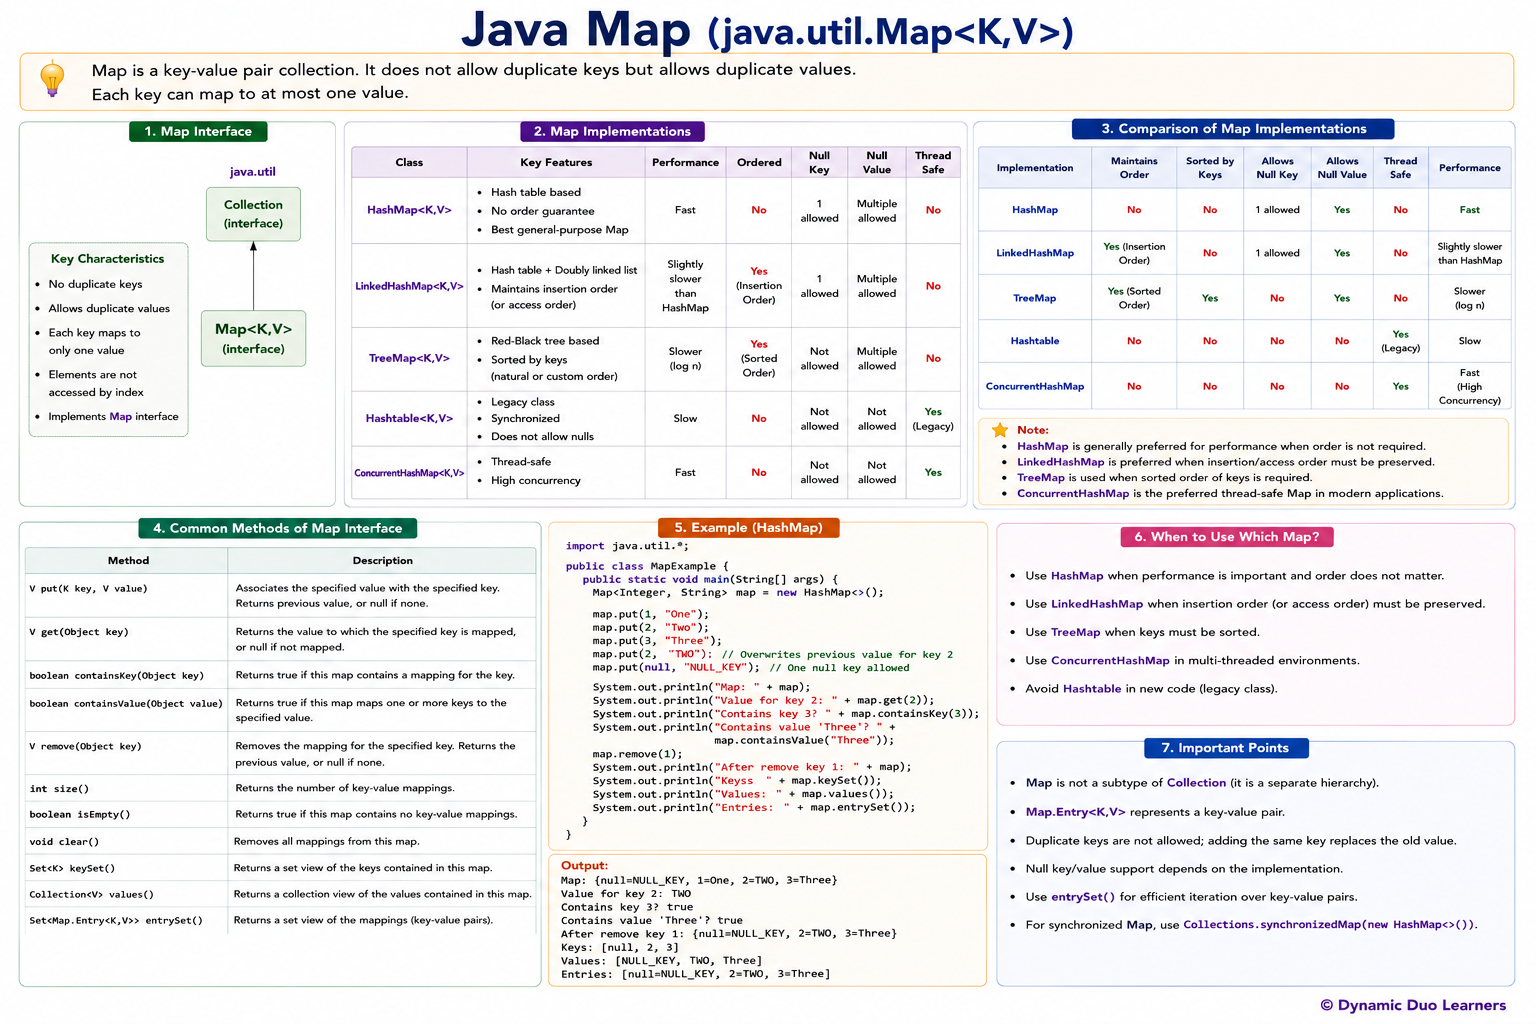 Java Map (java.util.Map<K,V>)
Map is a key-value pair collection. It does not allow duplicate keys but allows duplicate values.
Each key can map to at most one value.
1. Map Interface
java.util
Collection
(interface)
Map<K,V>
(interface)
Key Characteristics
• No duplicate keys
• Allows duplicate values
• Each key maps to
only one value
• Elements are not
accessed by index
• Implements Map interface
2. Map Implementations
Class Key Features Performance Ordered Null Key Null Value Thread Safe
HashMap<K,V>
• Hash table based
• No order guarantee
• Best general-purpose Map
Fast
No
1
allowed
Multiple
allowed
No
LinkedHashMap<K,V>
• Hash table + Doubly linked list
• Maintains insertion order
(or access order)
Slightly
slower
than
HashMap
Yes
(Insertion
Order)
1
allowed
Multiple
allowed
No
TreeMap<K,V>
• Red-Black tree based
• Sorted by keys
(natural or custom order)
Slower
(log n)
Yes
(Sorted
Order)
Not
allowed
Multiple
allowed
No
Hashtable<K,V>
• Legacy class
• Synchronized
• Does not allow nulls
Slow
No
Not
allowed
Not
allowed
Yes
(Legacy)
ConcurrentHashMap<K,V>
• Thread-safe
• High concurrency
Fast
No
Not
allowed
Not
allowed
Yes
3. Comparison of Map Implementations
Implementation Maintains Order Sorted by Keys Allows Null Key Allows Null Value Thread Safe Performance
HashMap No No 1 allowed Yes No Fast
LinkedHashMap Yes (Insertion Order) No 1 allowed Yes No Slightly slower than HashMap
TreeMap Yes (Sorted Order) Yes No Yes No Slower (log n)
Hashtable No No No No Yes (Legacy) Slow
ConcurrentHashMap No No No No Yes Fast (High Concurrency)
Note:
• HashMap is generally preferred for performance when order is not required.
• LinkedHashMap is preferred when insertion/access order must be preserved.
• TreeMap is used when sorted order of keys is required.
• ConcurrentHashMap is the preferred thread-safe Map in modern applications.
4. Common Methods of Map Interface
Method Description
V put(K key, V value) Associates the specified value with the specified key.
Returns previous value, or null if none.
V get(Object key) Returns the value to which the specified key is mapped,
or null if not mapped.
boolean containsKey(Object key) Returns true if this map contains a mapping for the key.
boolean containsValue(Object value) Returns true if this map maps one or more keys to the
specified value.
V remove(Object key) Removes the mapping for the specified key. Returns the
previous value, or null if none.
int size() Returns the number of key-value mappings.
boolean isEmpty() Returns true if this map contains no key-value mappings.
void clear() Removes all mappings from this map.
Set<K> keySet() Returns a set view of the keys contained in this map.
Collection<V> values() Returns a collection view of the values contained in this map.
Set<Map.Entry<K,V>> entrySet() Returns a set view of the mappings (key-value pairs).
5. Example (HashMap)
import java.util.*;
public class MapExample {
public static void main(String[] args) {
Map<Integer, String> map = new HashMap<>();
map.put(1, "One");
map.put(2, "Two");
map.put(3, "Three");
map.put(2, "TWO"): // Overwrites previous value for key 2
map.put(null, "NULL_KEY"); // One null key allowed
System.out.println("Map: " + map);
System.out.println("Value for key 2: " + map.get(2));
System.out.println("Contains key 3? " + map.containsKey(3));
System.out.println("Contains value 'Three'? " +
map.containsValue("Three"));
map.remove(1);
System.out.println("After remove key 1: " + map);
System.out.println("Keyss " + map.keySet());
System.out.println("Values: " + map.values());
System.out.println("Entries: " + map.entrySet());
}
}
Output:
Map: {null=NULL_KEY, 1=One, 2=TWO, 3=Three}
Value for key 2: TWO
Contains key 3? true
Contains value 'Three'? true
After remove key 1: {null=NULL_KEY, 2=TWO, 3=Three}
Keys: [null, 2, 3]
Values: [NULL_KEY, TWO, Three]
Entries: [null=NULL_KEY, 2=TWO, 3=Three]
6. When to Use Which Map?
• Use HashMap when performance is important and order does not matter.
• Use LinkedHashMap when insertion order (or access order) must be preserved.
• Use TreeMap when keys must be sorted.
• Use ConcurrentHashMap in multi-threaded environments.
• Avoid Hashtable in new code (legacy class).
7. Important Points
• Map is not a subtype of Collection (it is a separate hierarchy).
• Map.Entry<K,V> represents a key-value pair.
• Duplicate keys are not allowed; adding the same key replaces the old value.
• Null key/value support depends on the implementation.
• Use entrySet() for efficient iteration over key-value pairs.
• For synchronized Map, use Collections.synchronizedMap(new HashMap<>()).
© Dynamic Duo Learners